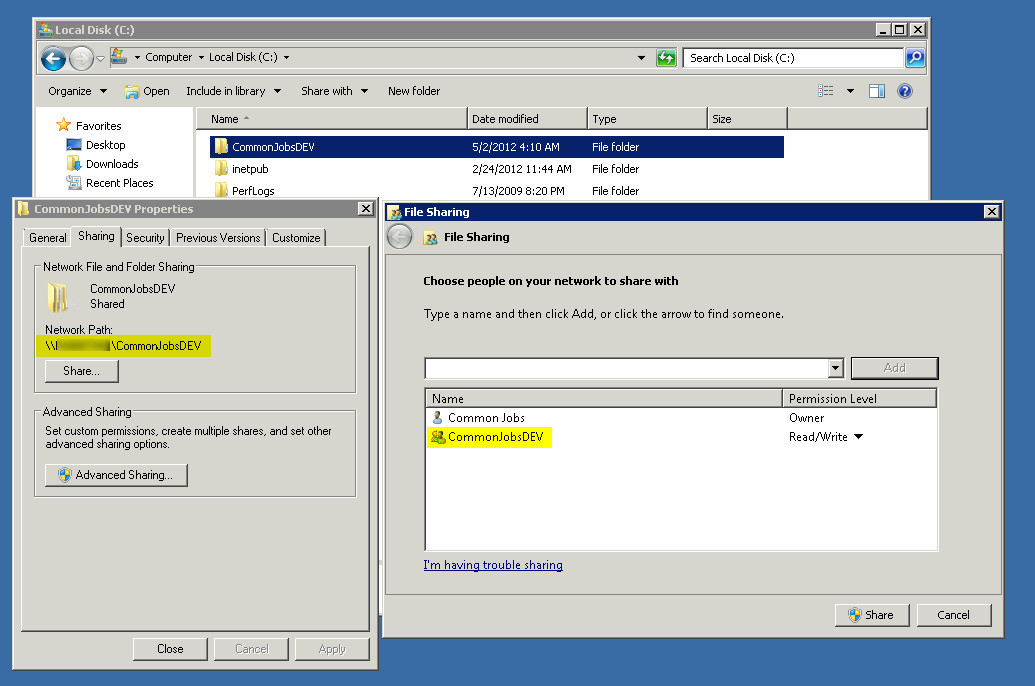 Local Disk (C:)
Computer Local Disk (C:)
Search Local Disk (C:)
Organize Open Include in library Share with New folder
Name Date modified Type Size
Favorites
Desktop
Downloads
Recent Places
CommonJobsDEV 5/2/2012 4:10 AM File folder
inetpub 2/24/2012 11:44 AM File folder
PerfLogs 7/13/2009 8:20 PM File folder
CommonJobsDEV Properties
General Sharing Security Previous Versions Customize
Network File and Folder Sharing
CommonJobsDEV
Shared
Network Path:
\\ \CommonJobsDEV
Share...
Advanced Sharing
Set custom permissions, create multiple shares, and set other
advanced sharing options.
Advanced Sharing...
Close Cancel Apply
File Sharing
File Sharing
Choose people on your network to share with
Type a name and then click Add, or click the arrow to find someone.
Add
Name Permission Level
Common Jobs Owner
CommonJobsDEV Read/Write
I'm having trouble sharing
Share Cancel